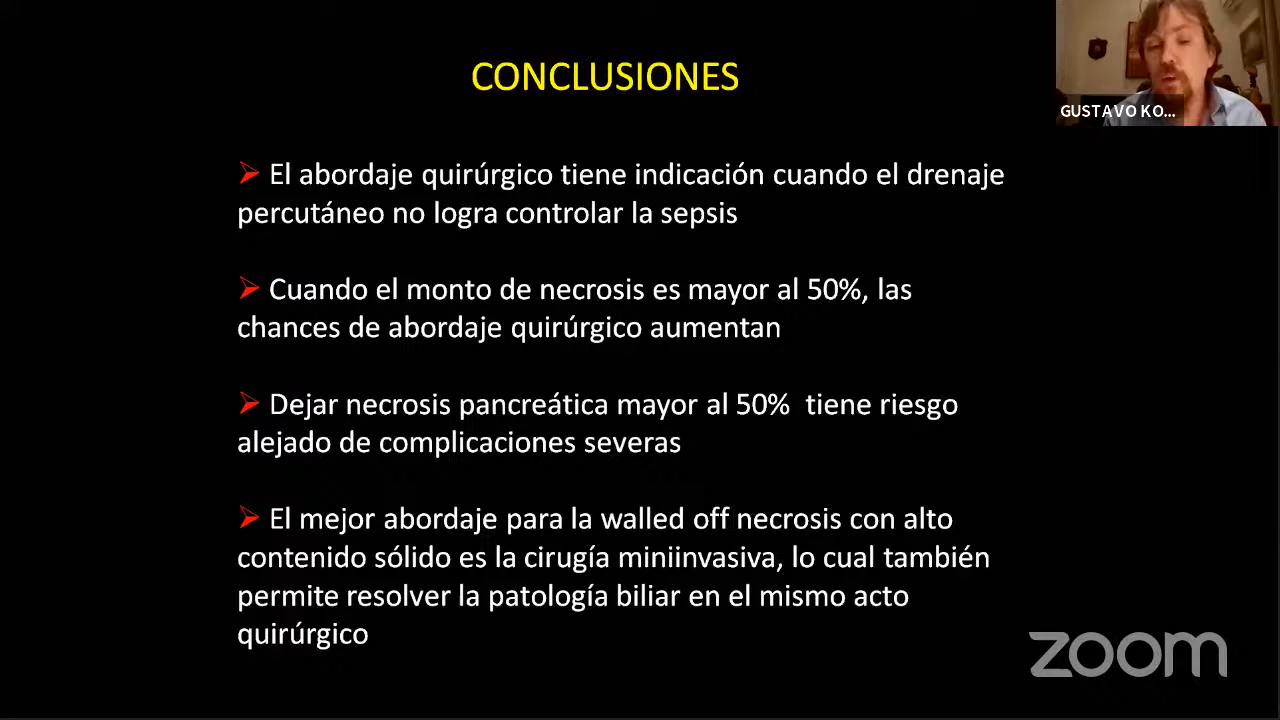 CONCLUSIONES
GUSTAVO KO...
➢ El abordaje quirúrgico tiene indicación cuando el drenaje
percutáneo no logra controlar la sepsis
➢ Cuando el monto de necrosis es mayor al 50%, las
chances de abordaje quirúrgico aumentan
➢ Dejar necrosis pancreática mayor al 50%  tiene riesgo
alejado de complicaciones severas
➢ El mejor abordaje para la walled off necrosis con alto
contenido sólido es la cirugía miniinvasiva, lo cual también
permite resolver la patología biliar en el mismo acto
quirúrgico
zoom